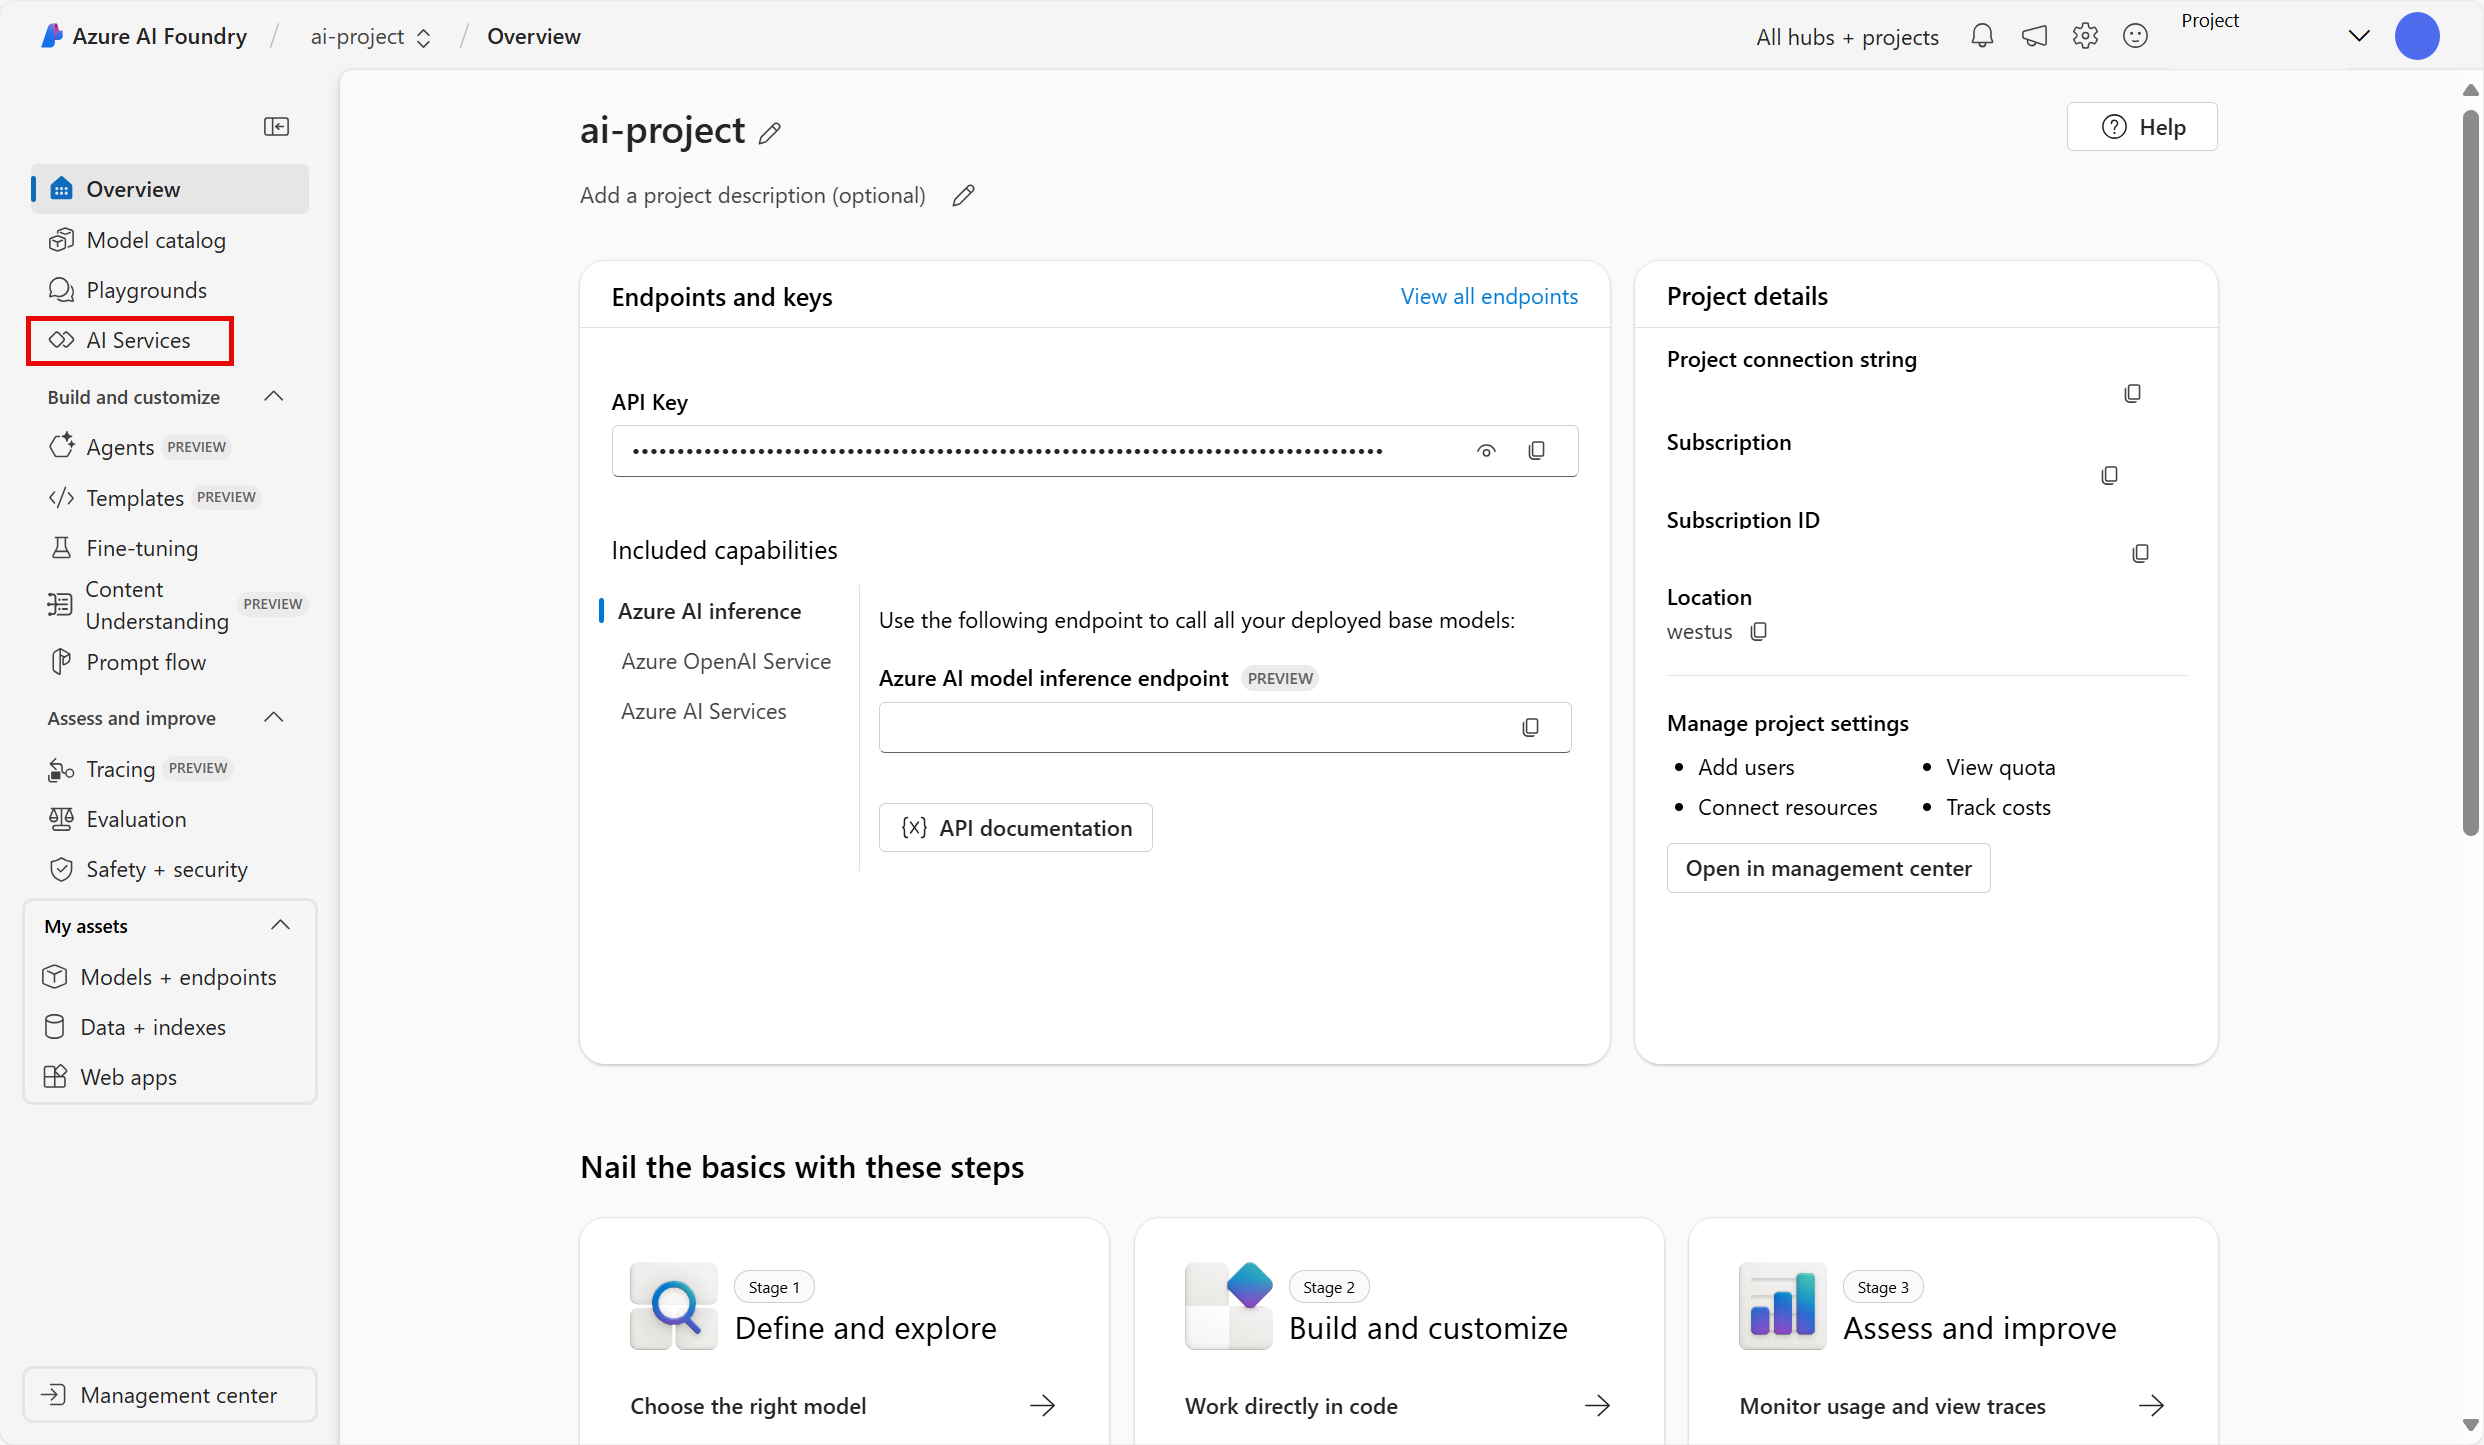 Azure AI Foundry / ai-project / Overview
All hubs + projects
Project
Overview
Model catalog
Playgrounds
AI Services
Build and customize
Agents PREVIEW
Templates PREVIEW
Fine-tuning
Content
Understanding PREVIEW
Prompt flow
Assess and improve
Tracing PREVIEW
Evaluation
Safety + security
My assets
Models + endpoints
Data + indexes
Web apps
Management center
ai-project
Help
Add a project description (optional)
Endpoints and keys
View all endpoints
API Key
••••••••••••••••••••••••••••••••••••••••••••••••••••••••••••••••••••••••••••••••••••
Included capabilities
Azure AI inference
Azure OpenAI Service
Azure AI Services
Use the following endpoint to call all your deployed base models:
Azure AI model inference endpoint PREVIEW
{x} API documentation
Project details
Project connection string
Subscription
Subscription ID
Location
westus
Manage project settings
• Add users
• View quota
• Connect resources
• Track costs
Open in management center
Nail the basics with these steps
Stage 1
Define and explore
Choose the right model
Stage 2
Build and customize
Work directly in code
Stage 3
Assess and improve
Monitor usage and view traces